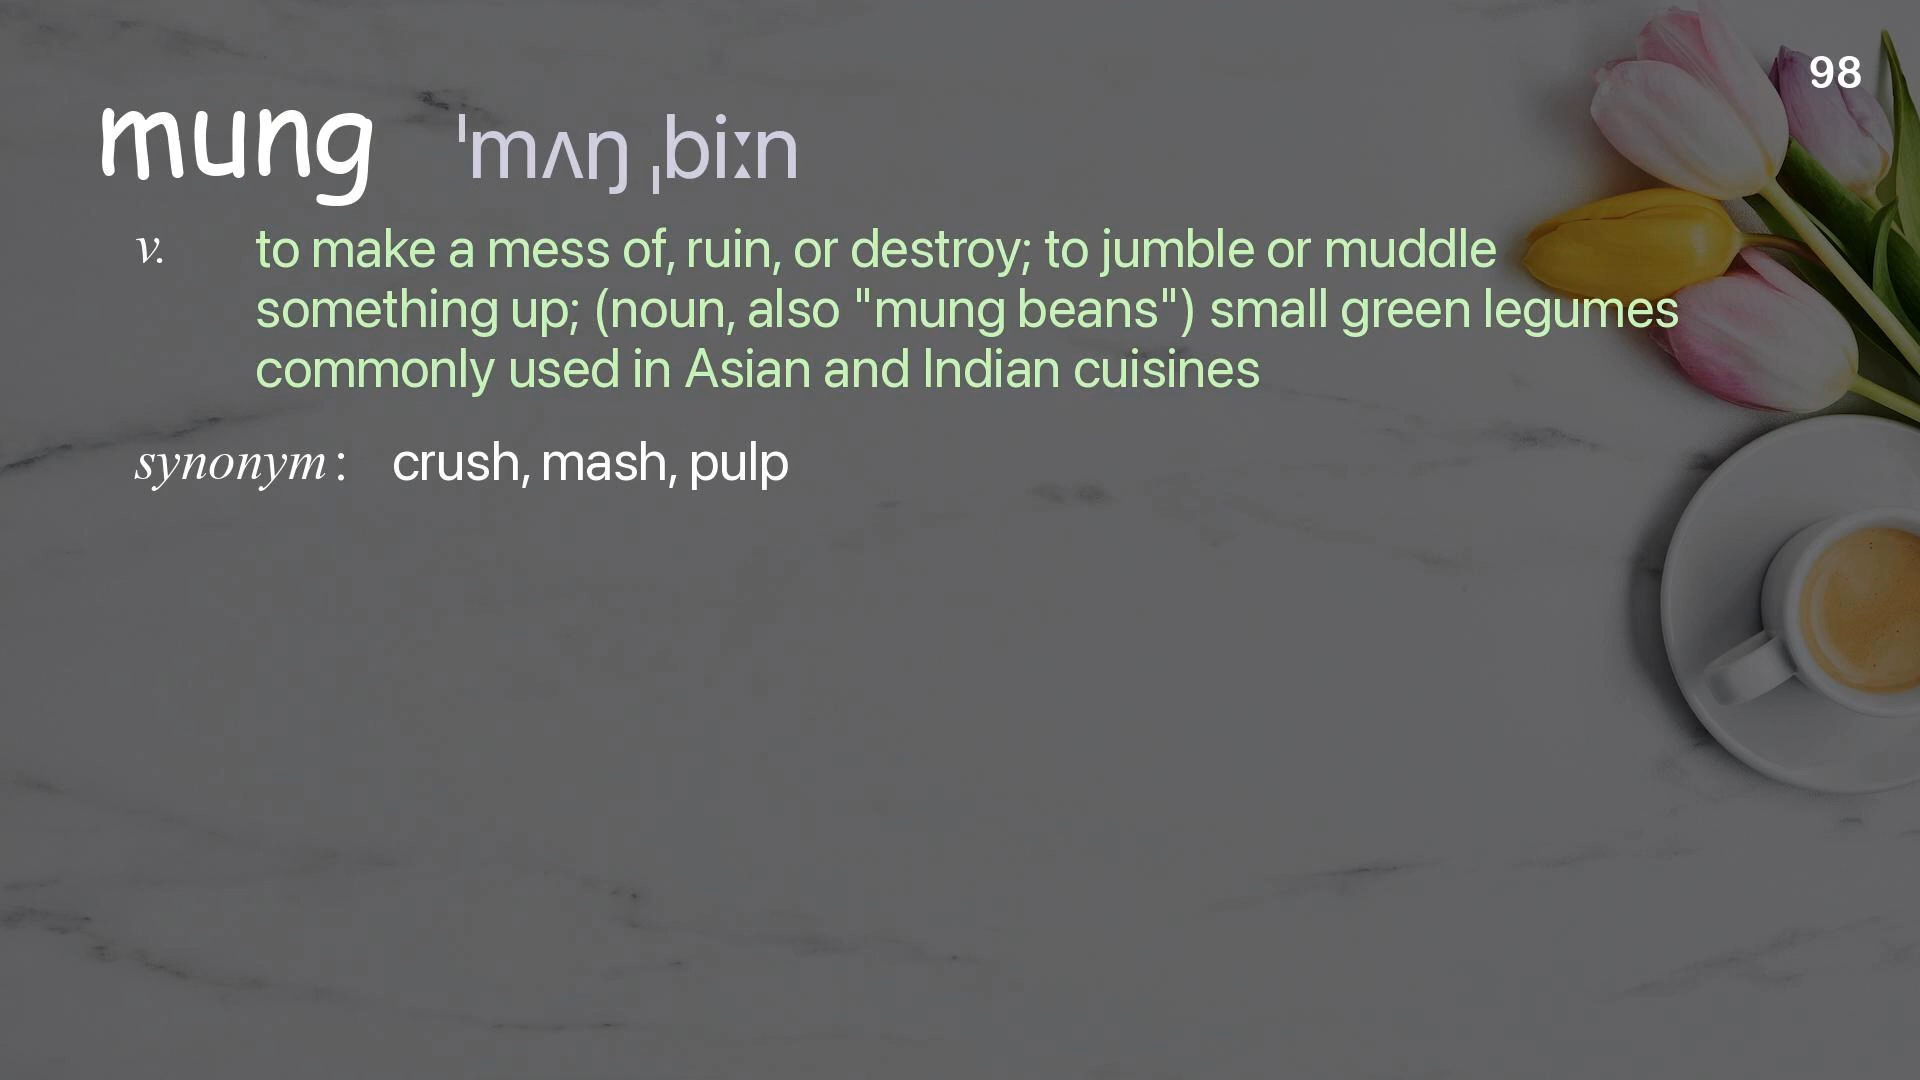 98
mung ˈmʌŋ ˌbiːn
v. to make a mess of, ruin, or destroy; to jumble or muddle
something up; (noun, also "mung beans") small green legumes
commonly used in Asian and Indian cuisines
synonym: crush, mash, pulp